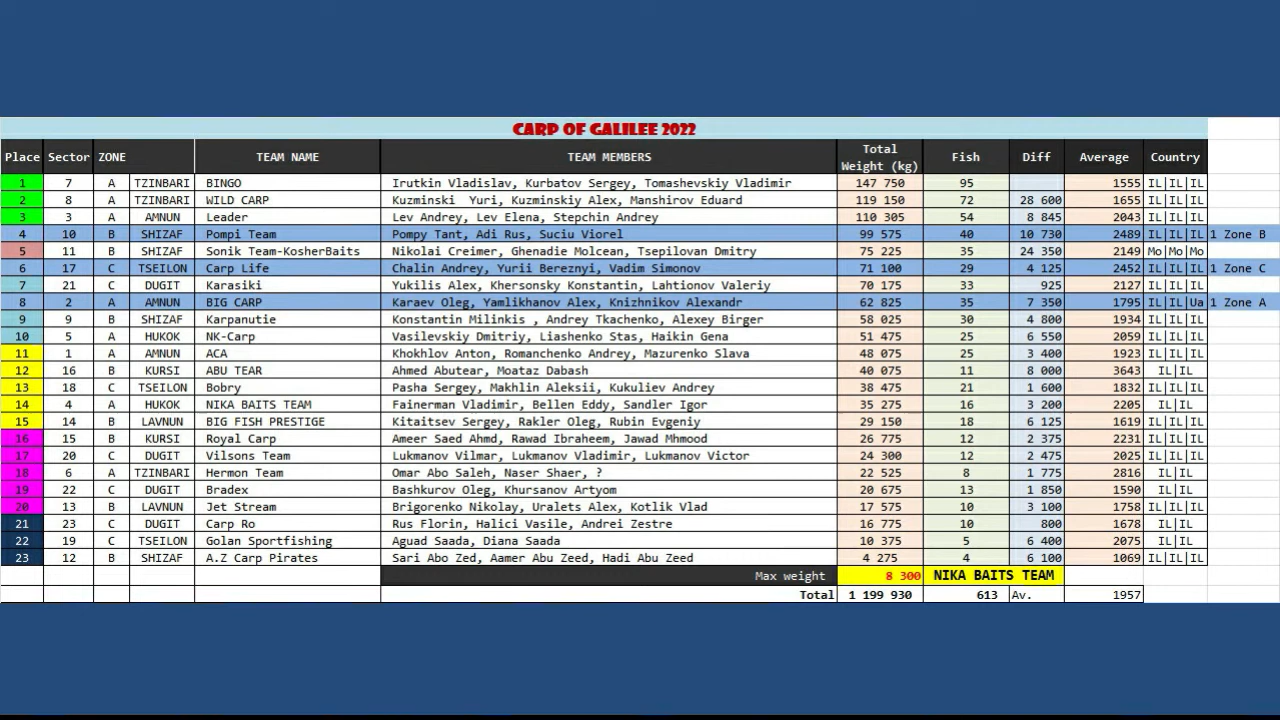 CARP OF GALILEE 2022
Place Sector ZONE TEAM NAME TEAM MEMBERS Total Weight (kg) Fish Diff Average Country
1 7 A TZINBARI BINGO Irutkin Vladislav, Kurbatov Sergey, Tomashevskiy Vladimir 147 750 95 1555 IL|IL|IL
2 8 A TZINBARI WILD CARP Kuzminski Yuri, Kuzminskiy Alex, Manshirov Eduard 119 150 72 28 600 1655 IL|IL|IL
3 3 A AMNUN Leader Lev Andrey, Lev Elena, Stepchin Andrey 110 305 54 8 845 2043 IL|IL|IL
4 10 B SHIZAF Pompi Team Pompy Tant, Adi Rus, Suciu Viorel 99 575 40 10 730 2489 IL|IL|IL 1 Zone B
5 11 B SHIZAF Sonik Team-KosherBaits Nikolai Creimer, Ghenadie Molcean, Tsepilovan Dmitry 75 225 35 24 350 2149 Mo|Mo|Mo
6 17 C TSEILON Carp Life Chalin Andrey, Yurii Bereznyi, Vadim Simonov 71 100 29 4 125 2452 IL|IL|IL 1 Zone C
7 21 C DUGIT Karasiki Yukilis Alex, Khersonsky Konstantin, Lahtionov Valeriy 70 175 33 925 2127 IL|IL|IL
8 2 A AMNUN BIG CARP Karaev Oleg, Yamlikhanov Alex, Knizhnikov Alexandr 62 825 35 7 350 1795 IL|IL|Ua 1 Zone A
9 9 B SHIZAF Karpanutie Konstantin Milinkis , Andrey Tkachenko, Alexey Birger 58 025 30 4 800 1934 IL|IL|IL
10 5 A HUKOK NK-Carp Vasilevskiy Dmitriy, Liashenko Stas, Haikin Gena 51 475 25 6 550 2059 IL|IL|IL
11 1 A AMNUN ACA Khokhlov Anton, Romanchenko Andrey, Mazurenko Slava 48 075 25 3 400 1923 IL|IL|IL
12 16 B KURSI ABU TEAR Ahmed Abutear, Moataz Dabash 40 075 11 8 000 3643 IL|IL
13 18 C TSEILON Bobry Pasha Sergey, Makhlin Aleksii, Kukuliev Andrey 38 475 21 1 600 1832 IL|IL|IL
14 4 A HUKOK NIKA BAITS TEAM Fainerman Vladimir, Bellen Eddy, Sandler Igor 35 275 16 3 200 2205 IL|IL
15 14 B LAVNUN BIG FISH PRESTIGE Kitaitsev Sergey, Rakler Oleg, Rubin Evgeniy 29 150 18 6 125 1619 IL|IL|IL
16 15 B KURSI Royal Carp Ameer Saed Ahmd, Rawad Ibraheem, Jawad Mhmood 26 775 12 2 375 2231 IL|IL|IL
17 20 C DUGIT Vilsons Team Lukmanov Vilmar, Lukmanov Vladimir, Lukmanov Victor 24 300 12 2 475 2025 IL|IL|IL
18 6 A TZINBARI Hermon Team Omar Abo Saleh, Naser Shaer, ? 22 525 8 1 775 2816 IL|IL
19 22 C DUGIT Bradex Bashkurov Oleg, Khursanov Artyom 20 675 13 1 850 1590 IL|IL
20 13 B LAVNUN Jet Stream Brigorenko Nikolay, Uralets Alex, Kotlik Vlad 17 575 10 3 100 1758 IL|IL|IL
21 23 C DUGIT Carp Ro Rus Florin, Halici Vasile, Andrei Zestre 16 775 10 800 1678 IL|IL
22 19 C TSEILON Golan Sportfishing Aguad Saada, Diana Saada 10 375 5 6 400 2075 IL|IL
23 12 B SHIZAF A.Z Carp Pirates Sari Abo Zed, Aamer Abu Zeed, Hadi Abu Zeed 4 275 4 6 100 1069 IL|IL|IL
Max weight 8 300 NIKA BAITS TEAM
Total 1 199 930 613 Av. 1957